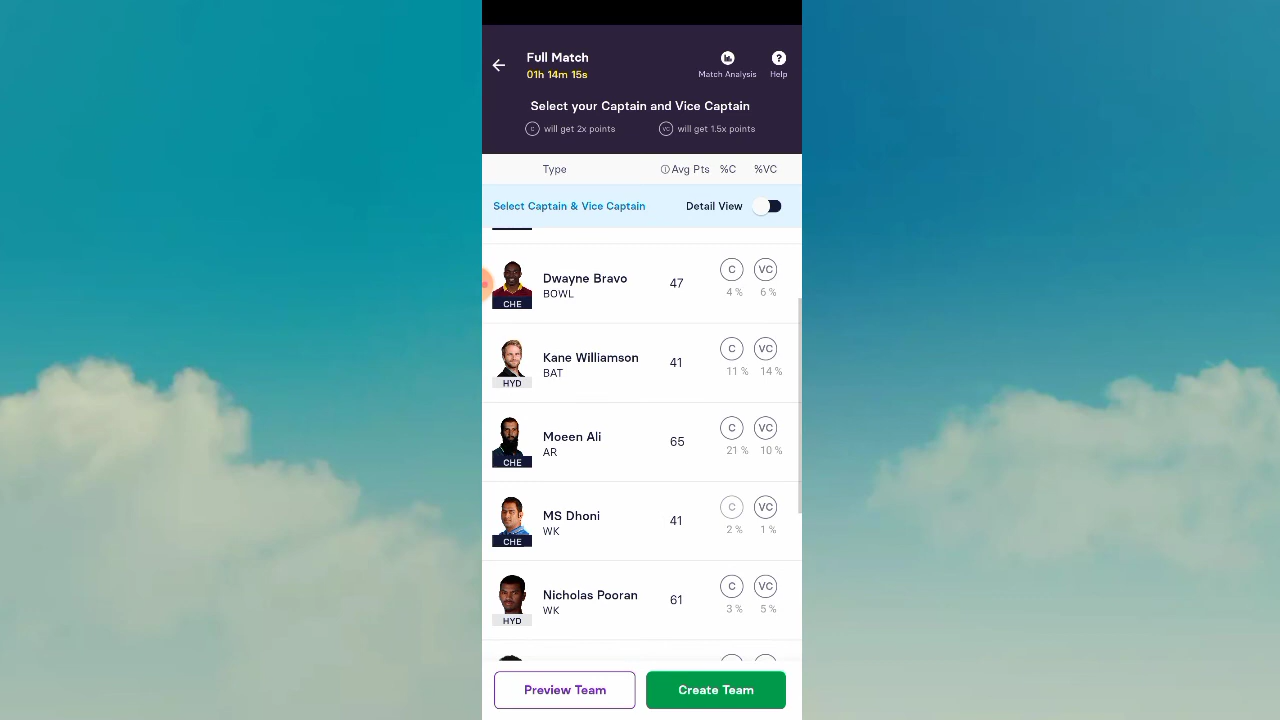 Full Match
01h 14m 15s
Match Analysis
? Help
Select your Captain and Vice Captain
C will get 2x points
VC will get 1.5x points
Type Avg Pts %C %VC
Select Captain & Vice Captain Detail View
Dwayne Bravo 47 C VC
BOWL 4 % 6 %
CHE
Kane Williamson 41 C VC
BAT 11 % 14 %
HYD
Moeen Ali 65 C VC
AR 21 % 10 %
CHE
MS Dhoni 41 C VC
WK 2 % 1 %
CHE
Nicholas Pooran 61 C VC
WK 3 % 5 %
HYD
Preview Team Create Team